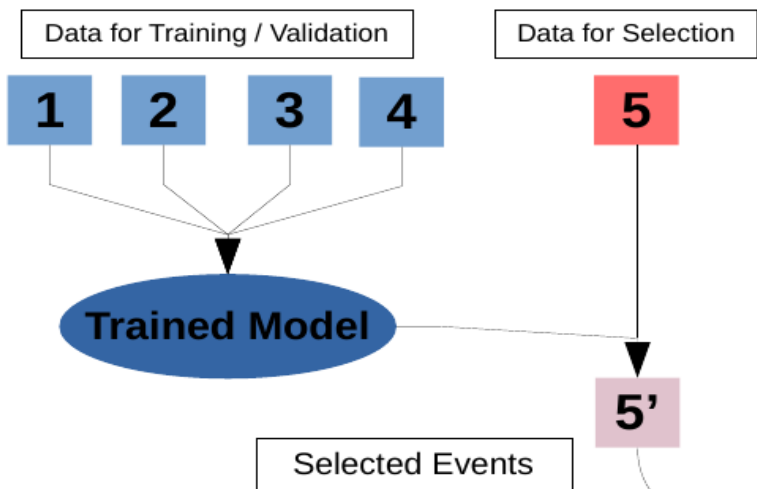 Data for Training / Validation
Data for Selection
1 2 3 4 5
Trained Model
5’
Selected Events